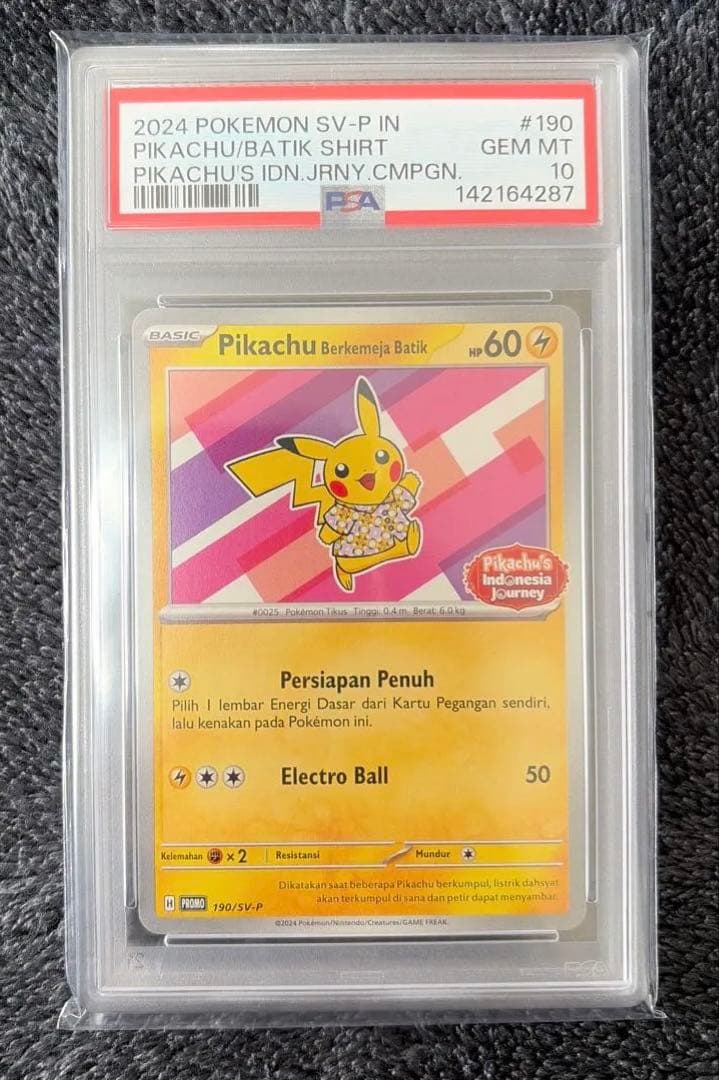 2024 POKEMON SV-P IN #190
PIKACHU/BATIK SHIRT GEM MT
PIKACHU'S IDN.JRNY.CMPGN. 10
PSA 142164287
BASIC Pikachu Berkemeja Batik HP 60
Pikachu's
Indonesia
Journey
#0025 Pokémon Tikus Tinggi: 0.4 m Berat: 6.0 kg
Persiapan Penuh
Pilih 1 lembar Energi Dasar dari Kartu Pegangan sendiri,
lalu kenakan pada Pokémon ini.
Electro Ball 50
Kelemahan ×2 Resistansi Mundur
Dikatakan saat beberapa Pikachu berkumpul, listrik dahsyat
akan terkumpul di sana dan petir dapat menyambar.
H PROMO 190/SV-P
©2024 Pokémon/Nintendo/Creatures/GAME FREAK.